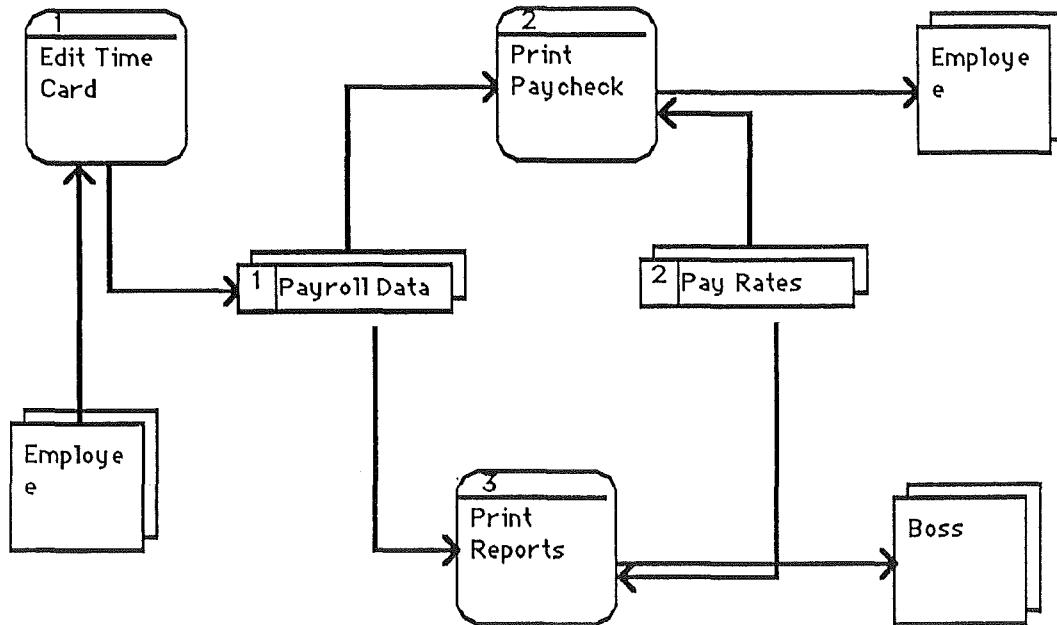 1
Edit Time
Card
2
Print
Paycheck
Employe
e
1 Payroll Data
2 Pay Rates
Employe
e
3
Print
Reports
Boss